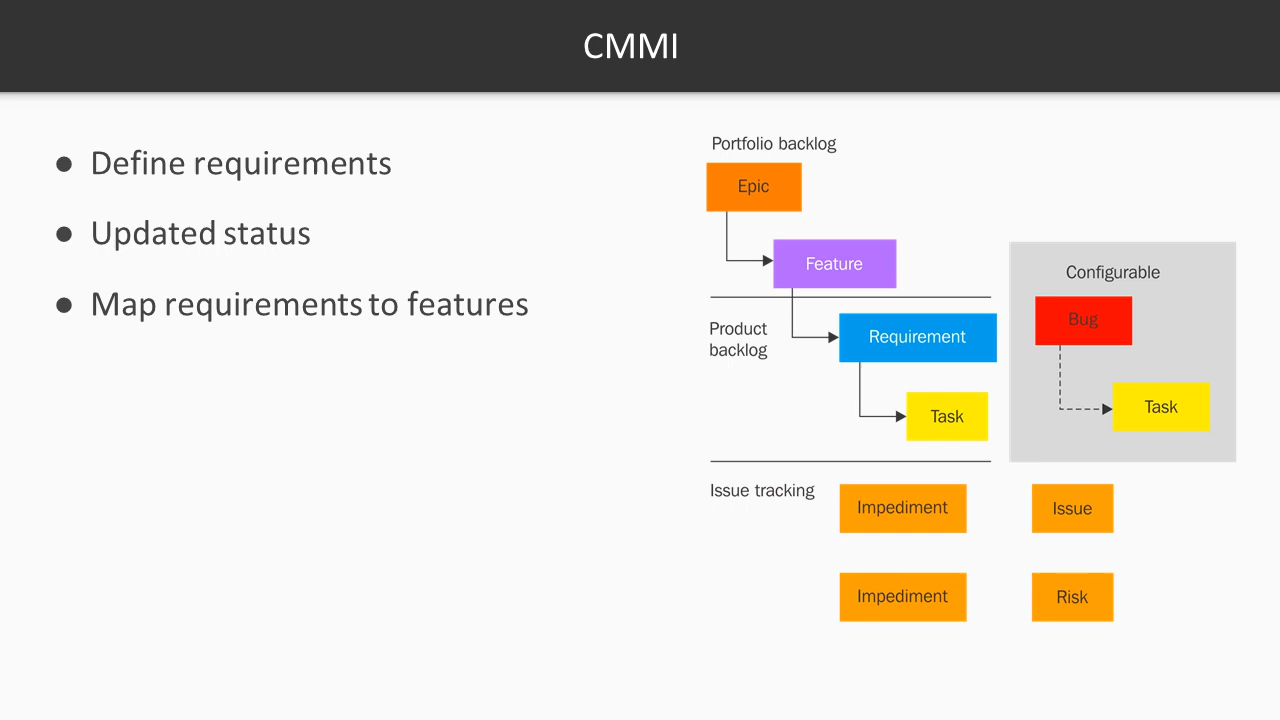 CMMI
● Define requirements
● Updated status
● Map requirements to features
Portfolio backlog
Epic
Feature
Product
backlog
Requirement
Task
Configurable
Bug
Task
Issue tracking
Impediment
Issue
Impediment
Risk